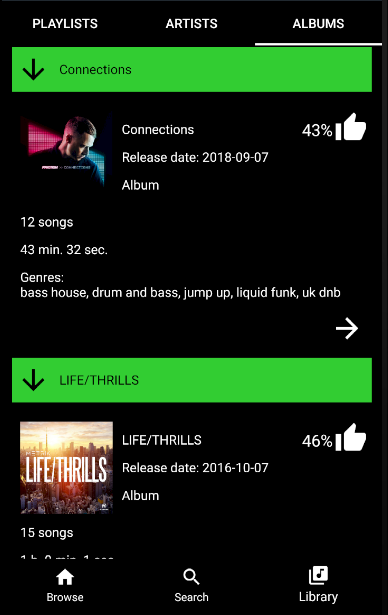 PLAYLISTS ARTISTS ALBUMS
Connections
Connections
43%
Release date: 2018-09-07
Album
12 songs
43 min. 32 sec.
Genres:
bass house, drum and bass, jump up, liquid funk, uk dnb
LIFE/THRILLS
LIFE/THRILLS
LIFE/THRILLS
46%
Release date: 2016-10-07
Album
15 songs
Browse Search Library